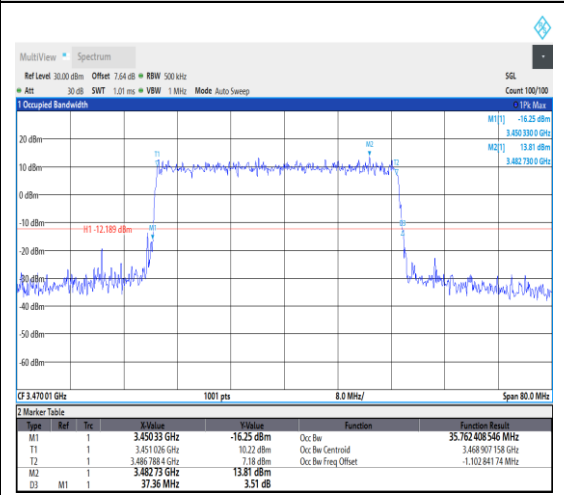 MultiView Spectrum
Ref Level 30.00 dBm Offset 7.64 dB RBW 500 kHz SGL
Att 30 dB SWT 1.01 ms VBW 1 MHz Mode Auto Sweep Count 100/100
1 Occupied Bandwidth 1Pk Max
M1[1] -16.25 dBm
3.450 330 0 GHz
M2[1] 13.81 dBm
3.482 730 0 GHz
M2
T1
T2
20 dBm
10 dBm
0 dBm
-10 dBm
H1 -12.189 dBm M1 D3
-20 dBm
-30 dBm
-40 dBm
-50 dBm
-60 dBm
CF 3.470 01 GHz 1001 pts 8.0 MHz/ Span 80.0 MHz
2 Marker Table
Type Ref Trc X-Value Y-Value Function Function Result
M1 1 3.450 33 GHz -16.25 dBm Occ Bw 35.762 408 546 MHz
T1 1 3.451 026 GHz 10.22 dBm Occ Bw Centroid 3.468 907 158 GHz
T2 1 3.486 788 4 GHz 7.18 dBm Occ Bw Freq Offset -1.102 841 74 MHz
M2 1 3.482 73 GHz 13.81 dBm
D3 M1 1 37.36 MHz 3.51 dB